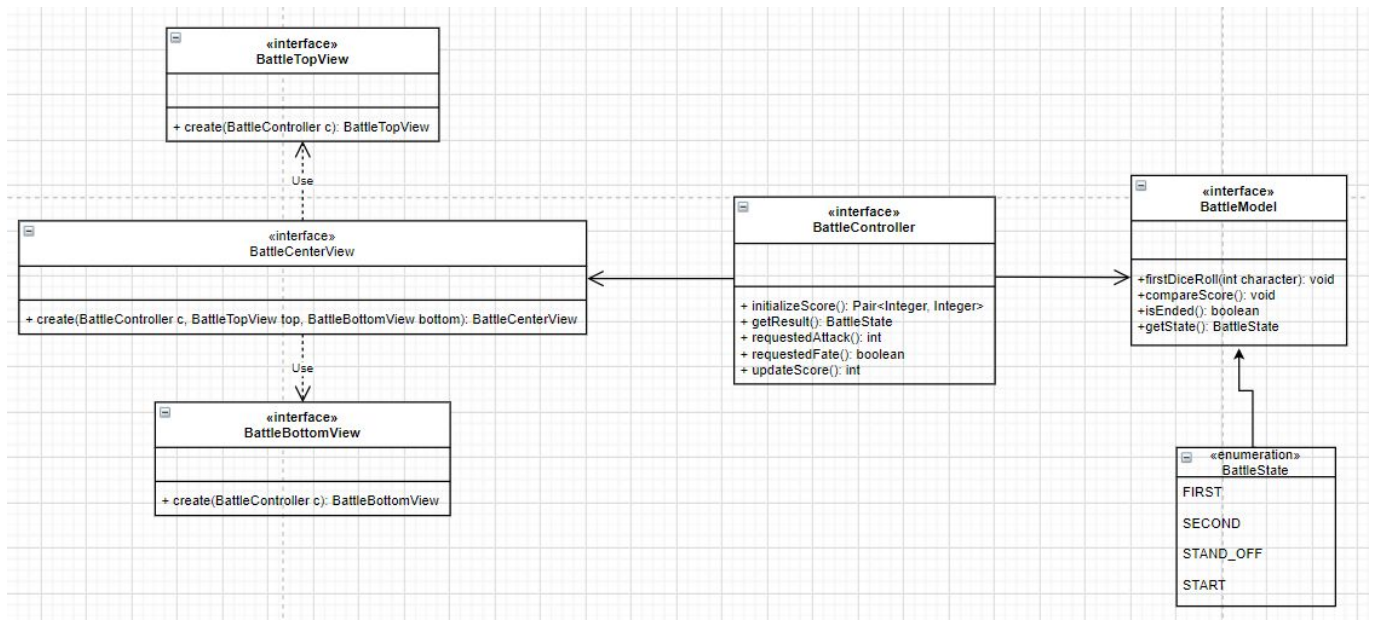 «interface»
BattleTopView
+ create(BattleController c): BattleTopView
Use
«interface»
BattleCenterView
+ create(BattleController c, BattleTopView top, BattleBottomView bottom): BattleCenterView
Use
«interface»
BattleBottomView
+ create(BattleController c): BattleBottomView
«interface»
BattleController
+ initializeScore(): Pair<Integer, Integer>
+ getResult(): BattleState
+ requestedAttack(): int
+ requestedFate(): boolean
+ updateScore(): int
«interface»
BattleModel
+firstDiceRoll(int character): void
+compareScore(): void
+isEnded(): boolean
+getState(): BattleState
«enumeration»
BattleState
FIRST
SECOND
STAND_OFF
START